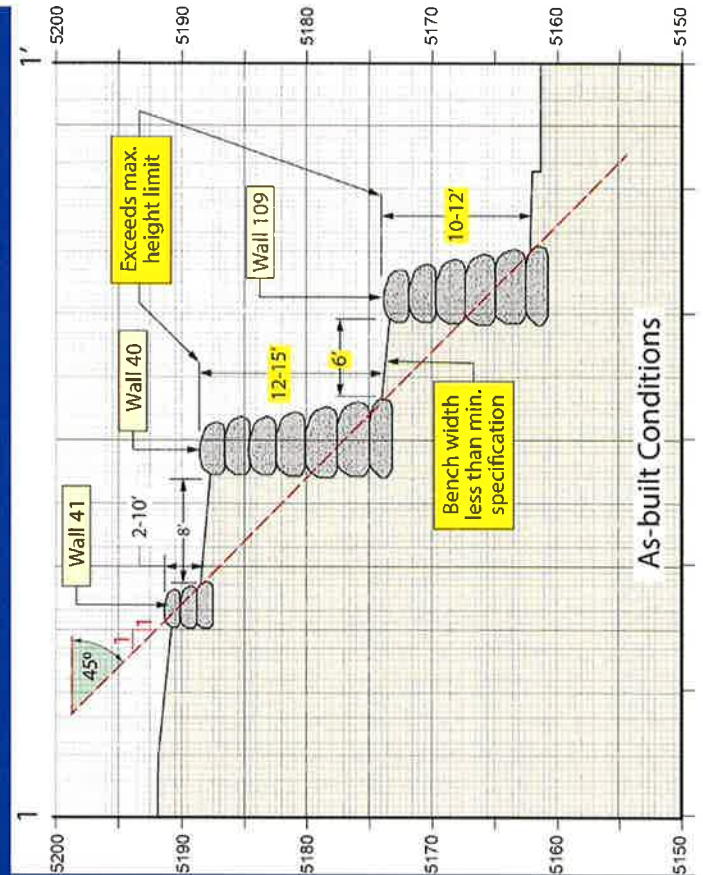 1
1'
5200
5190
5180
5170
5160
5150
5200
5190
5180
5170
5160
5150
45°
1
1
Wall 41
2-10'
8'
Wall 40
Exceeds max.
height limit
12-15'
Wall 109
6'
10-12'
Bench width
less than min.
specification
As-built Conditions